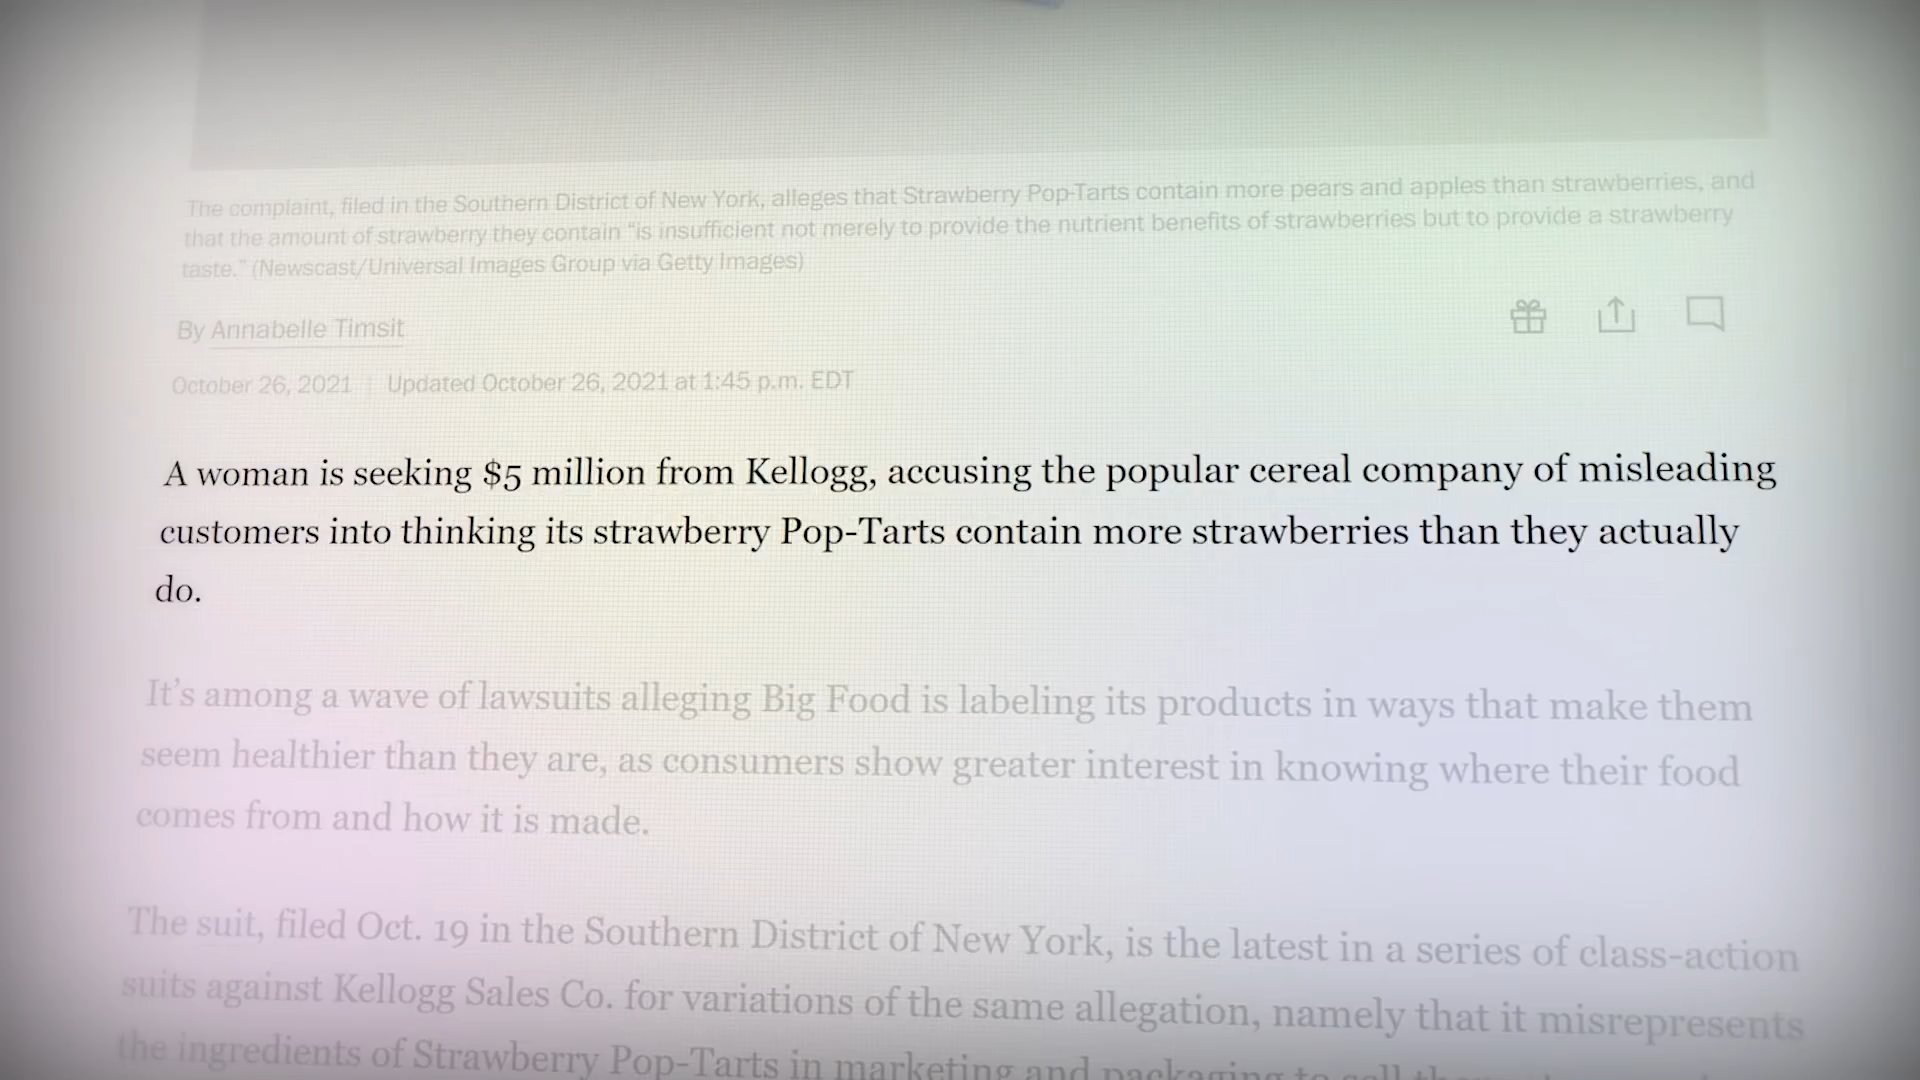 The complaint, filed in the Southern District of New York, alleges that Strawberry Pop-Tarts contain more pears and apples than strawberries, and
that the amount of strawberry they contain “is insufficient not merely to provide the nutrient benefits of strawberries but to provide a strawberry
taste.” (Newscast/Universal Images Group via Getty Images)
By Annabelle Timsit
October 26, 2021 | Updated October 26, 2021 at 1:45 p.m. EDT
A woman is seeking $5 million from Kellogg, accusing the popular cereal company of misleading
customers into thinking its strawberry Pop-Tarts contain more strawberries than they actually
do.
It’s among a wave of lawsuits alleging Big Food is labeling its products in ways that make them
seem healthier than they are, as consumers show greater interest in knowing where their food
comes from and how it is made.
The suit, filed Oct. 19 in the Southern District of New York, is the latest in a series of class-action
suits against Kellogg Sales Co. for variations of the same allegation, namely that it misrepresents
the ingredients of Strawberry Pop-Tarts in marketing and packaging to sell